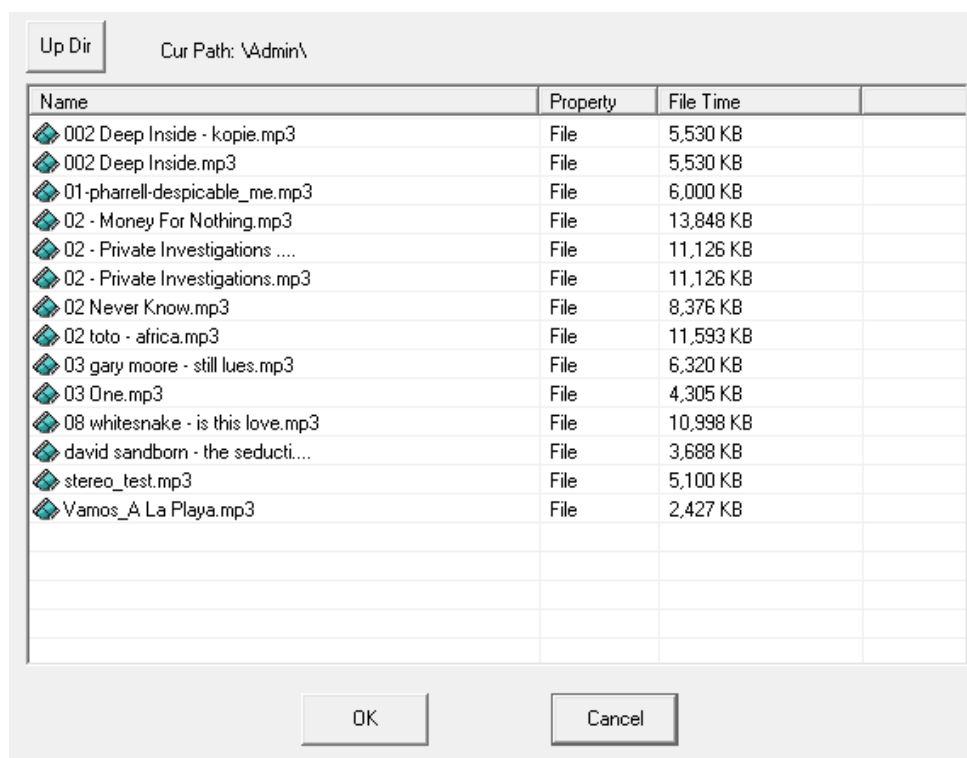 Up Dir Cur Path: \Admin\
Name Property File Time
002 Deep Inside - kopie.mp3 File 5,530 KB
002 Deep Inside.mp3 File 5,530 KB
01-pharrell-despicable_me.mp3 File 6,000 KB
02 - Money For Nothing.mp3 File 13,848 KB
02 - Private Investigations .... File 11,126 KB
02 - Private Investigations.mp3 File 11,126 KB
02 Never Know.mp3 File 8,376 KB
02 toto - africa.mp3 File 11,593 KB
03 gary moore - still lues.mp3 File 6,320 KB
03 One.mp3 File 4,305 KB
08 whitesnake - is this love.mp3 File 10,998 KB
david sandborn - the seducti.... File 3,688 KB
stereo_test.mp3 File 5,100 KB
Vamos_A La Playa.mp3 File 2,427 KB
OK Cancel